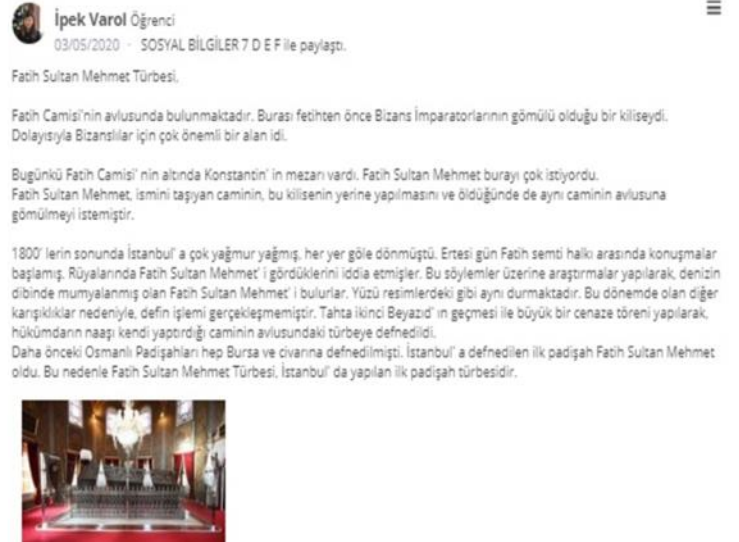 İpek Varol Öğrenci
03/05/2020 - SOSYAL BİLGİLER 7 D E F ile paylaştı.
Fatih Sultan Mehmet Türbesi,
Fatih Camisi'nin avlusunda bulunmaktadır. Burası fetihten önce Bizans İmparatorlarının gömülü olduğu bir kiliseydi.
Dolayısıyla Bizanslılar için çok önemli bir alan idi.
Bugünkü Fatih Camisi' nin altında Konstantin' in mezarı vardı. Fatih Sultan Mehmet burayı çok istiyordu.
Fatih Sultan Mehmet, ismini taşıyan caminin, bu kilisenin yerine yapılmasını ve öldüğünde de aynı caminin avlusuna
gömülmeyi istemiştir.
1800' lerin sonunda İstanbul' a çok yağmur yağmış, her yer göle dönmüştü. Ertesi gün Fatih semti halkı arasında konuşmalar
başlamış. Rüyalarında Fatih Sultan Mehmet' i gördüklerini iddia etmişler. Bu söylemler üzerine araştırmalar yapılarak, denizin
dibinde mumyalanmış olan Fatih Sultan Mehmet' i bulurlar. Yüzü resimlerdeki gibi aynı durmaktadır. Bu dönemde olan diğer
karışıklıklar nedeniyle, defin işlemi gerçekleşmemiştir. Tahta ikinci Beyazıd' ın geçmesi ile büyük bir cenaze töreni yapılarak,
hükümdarın naaşı kendi yaptırdığı caminin avlusundaki türbeye defnedildi.
Daha önceki Osmanlı Padişahları hep Bursa ve civarına defnedilmişti. İstanbul' a defnedilen ilk padişah Fatih Sultan Mehmet
oldu. Bu nedenle Fatih Sultan Mehmet Türbesi, İstanbul' da yapılan ilk padişah türbesidir.